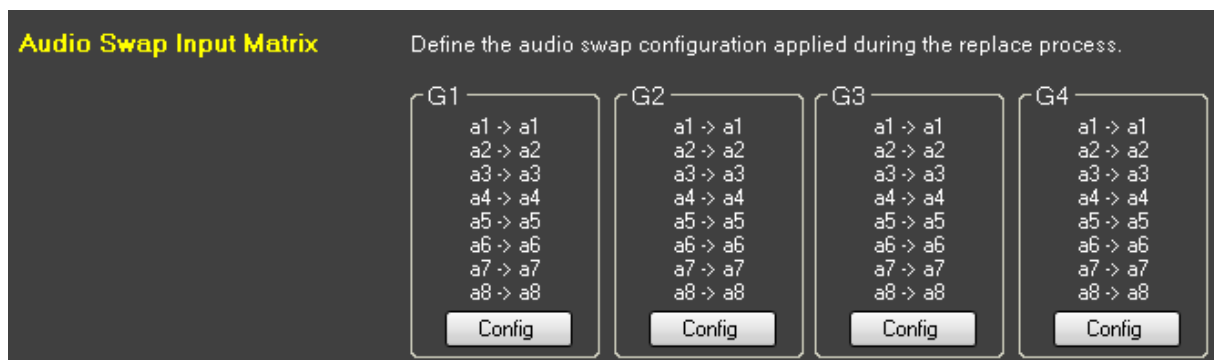 Audio Swap Input Matrix
Define the audio swap configuration applied during the replace process.
G1
a1 -> a1
a2 -> a2
a3 -> a3
a4 -> a4
a5 -> a5
a6 -> a6
a7 -> a7
a8 -> a8
Config
G2
a1 -> a1
a2 -> a2
a3 -> a3
a4 -> a4
a5 -> a5
a6 -> a6
a7 -> a7
a8 -> a8
Config
G3
a1 -> a1
a2 -> a2
a3 -> a3
a4 -> a4
a5 -> a5
a6 -> a6
a7 -> a7
a8 -> a8
Config
G4
a1 -> a1
a2 -> a2
a3 -> a3
a4 -> a4
a5 -> a5
a6 -> a6
a7 -> a7
a8 -> a8
Config